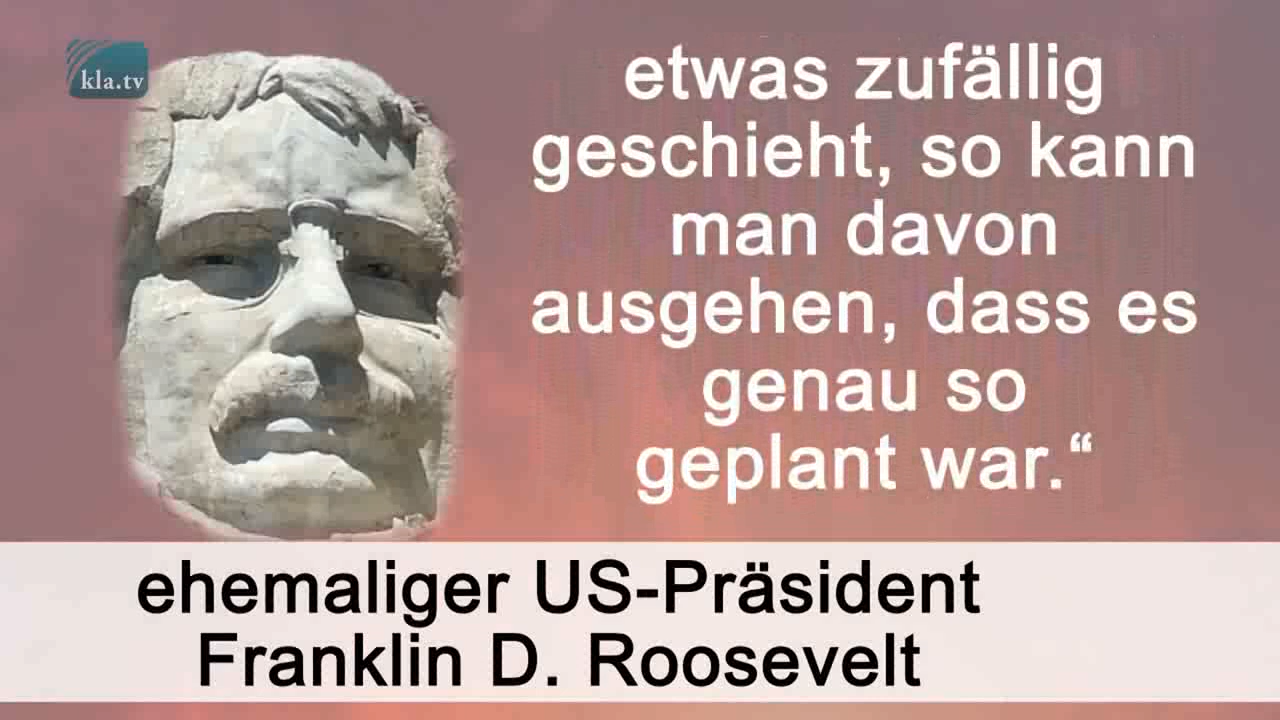 kla.tv
etwas zufällig
geschieht, so kann
man davon
ausgehen, dass es
genau so
geplant war.“
ehemaliger US-Präsident
Franklin D. Roosevelt